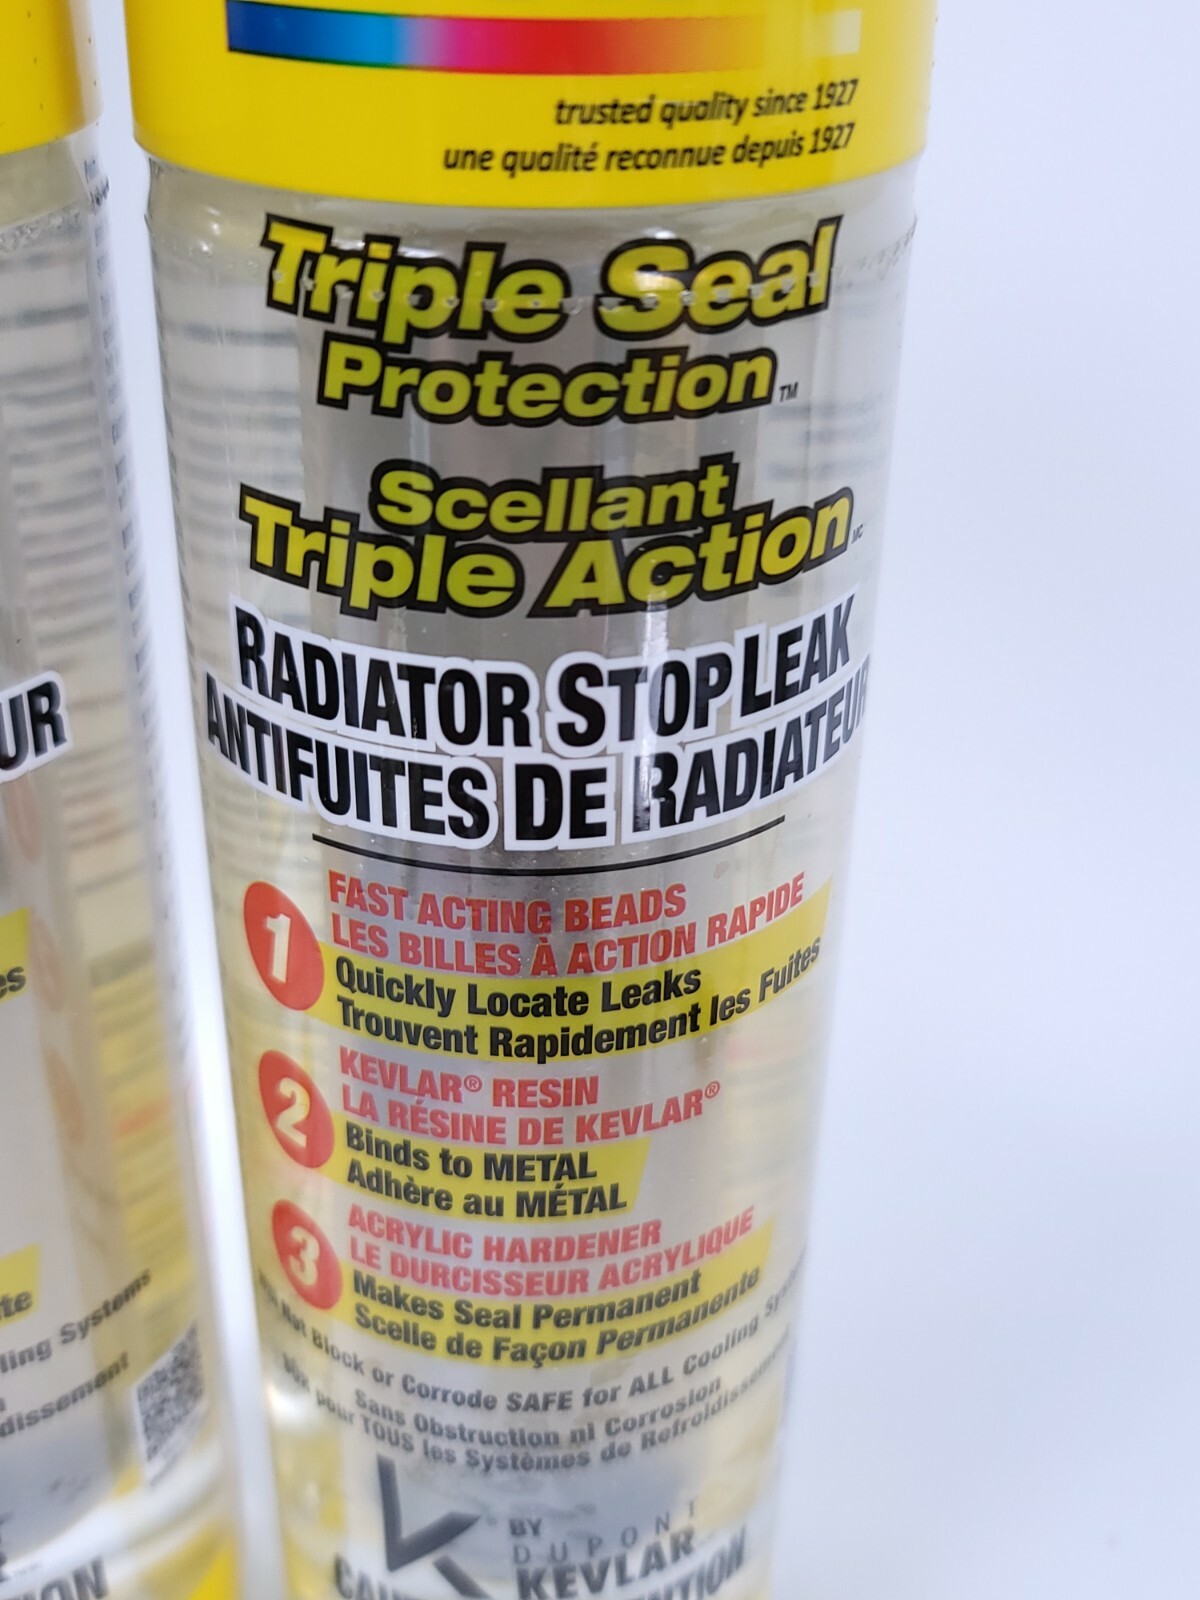 trusted quality since 1927
une qualité reconnue depuis 1927
Triple Seal
Protection™
Scellant
Triple Action MC
RADIATOR STOP LEAK
ANTIFUITES DE RADIATEUR
1
FAST ACTING BEADS
LES BILLES À ACTION RAPIDE
Quickly Locate Leaks
Trouvent Rapidement les Fuites
2
KEVLAR® RESIN
LA RÉSINE DE KEVLAR®
Binds to METAL
Adhère au MÉTAL
3
ACRYLIC HARDENER
LE DURCISSEUR ACRYLIQUE
Makes Seal Permanent
Scelle de Façon Permanente
Not Block or Corrode SAFE for ALL Cooling
Sans Obstruction ni Corrosion
pour TOUS les Systèmes de Refroidissement
BY
DUPONT
KEVLAR
UR
es
te
ling Systems
dissement
ION